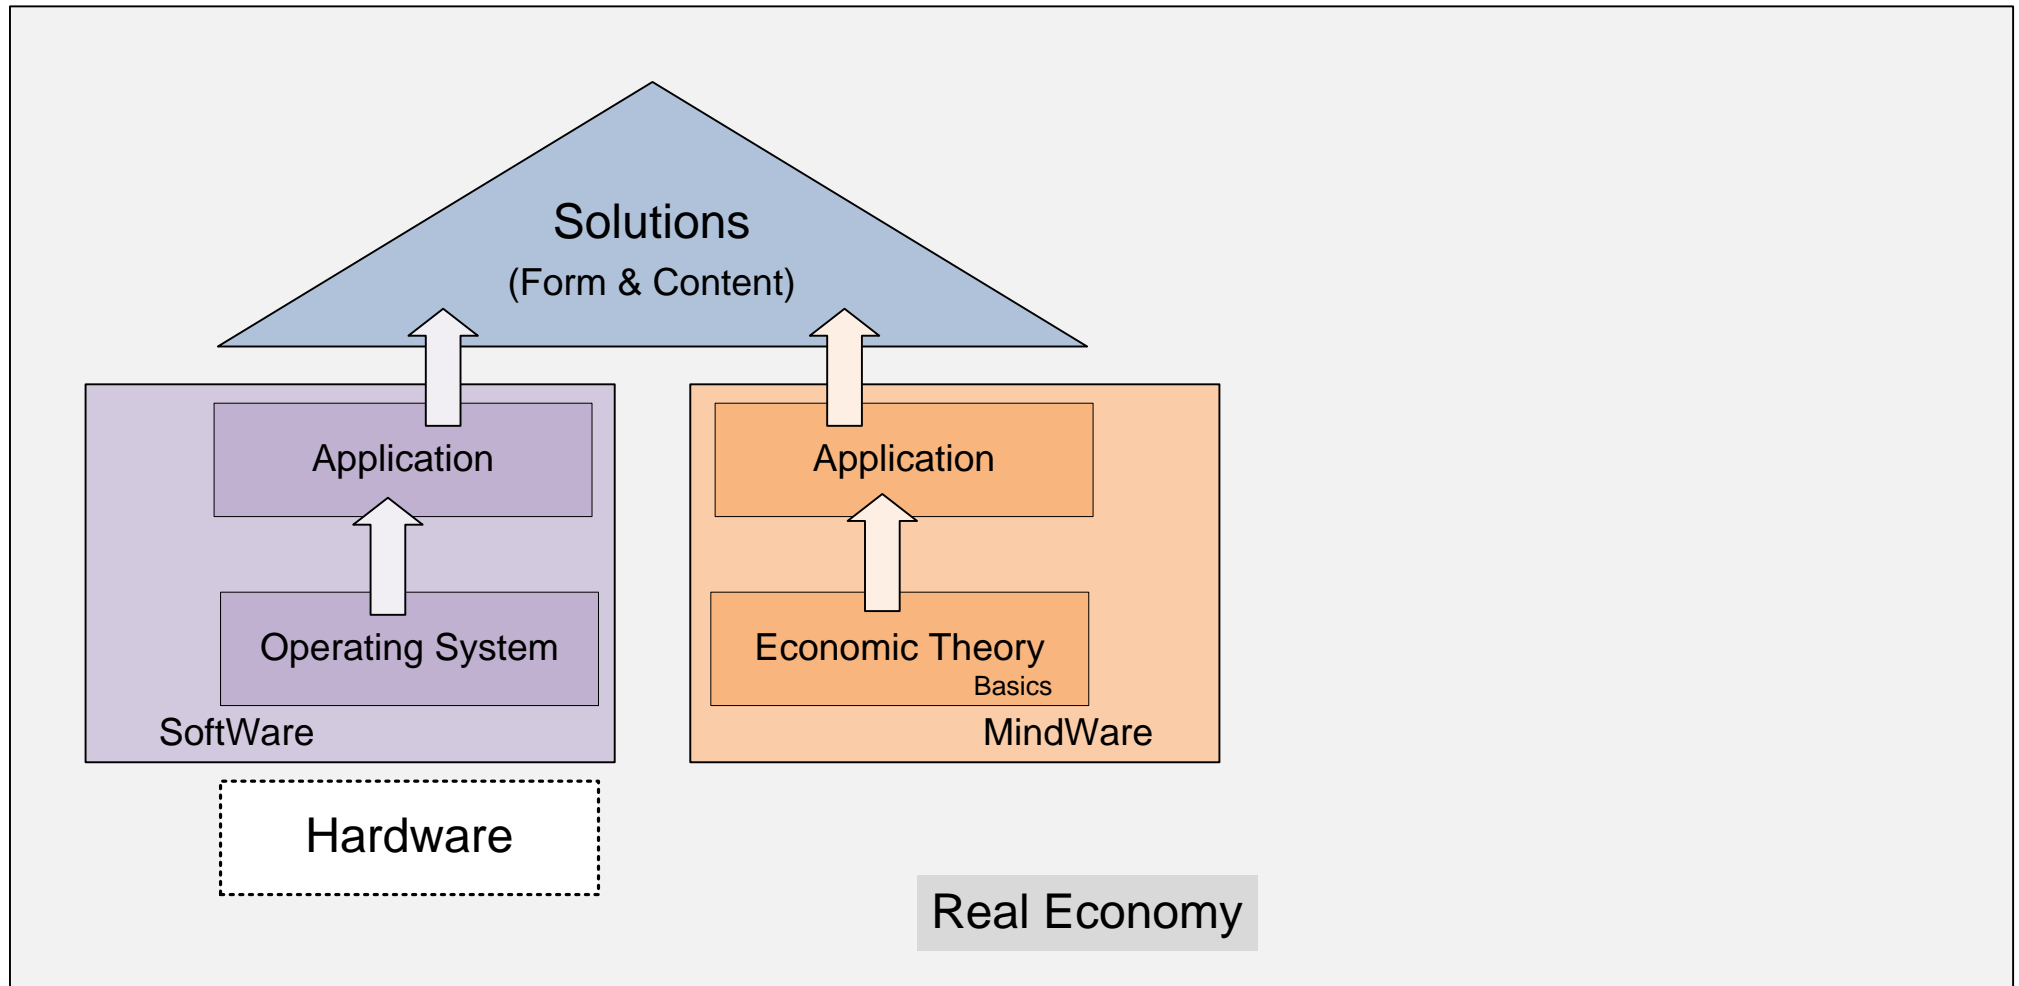 Solutions
(Form & Content)
Application
Application
Operating System
Economic Theory
Basics
SoftWare
MindWare
Hardware
Real Economy